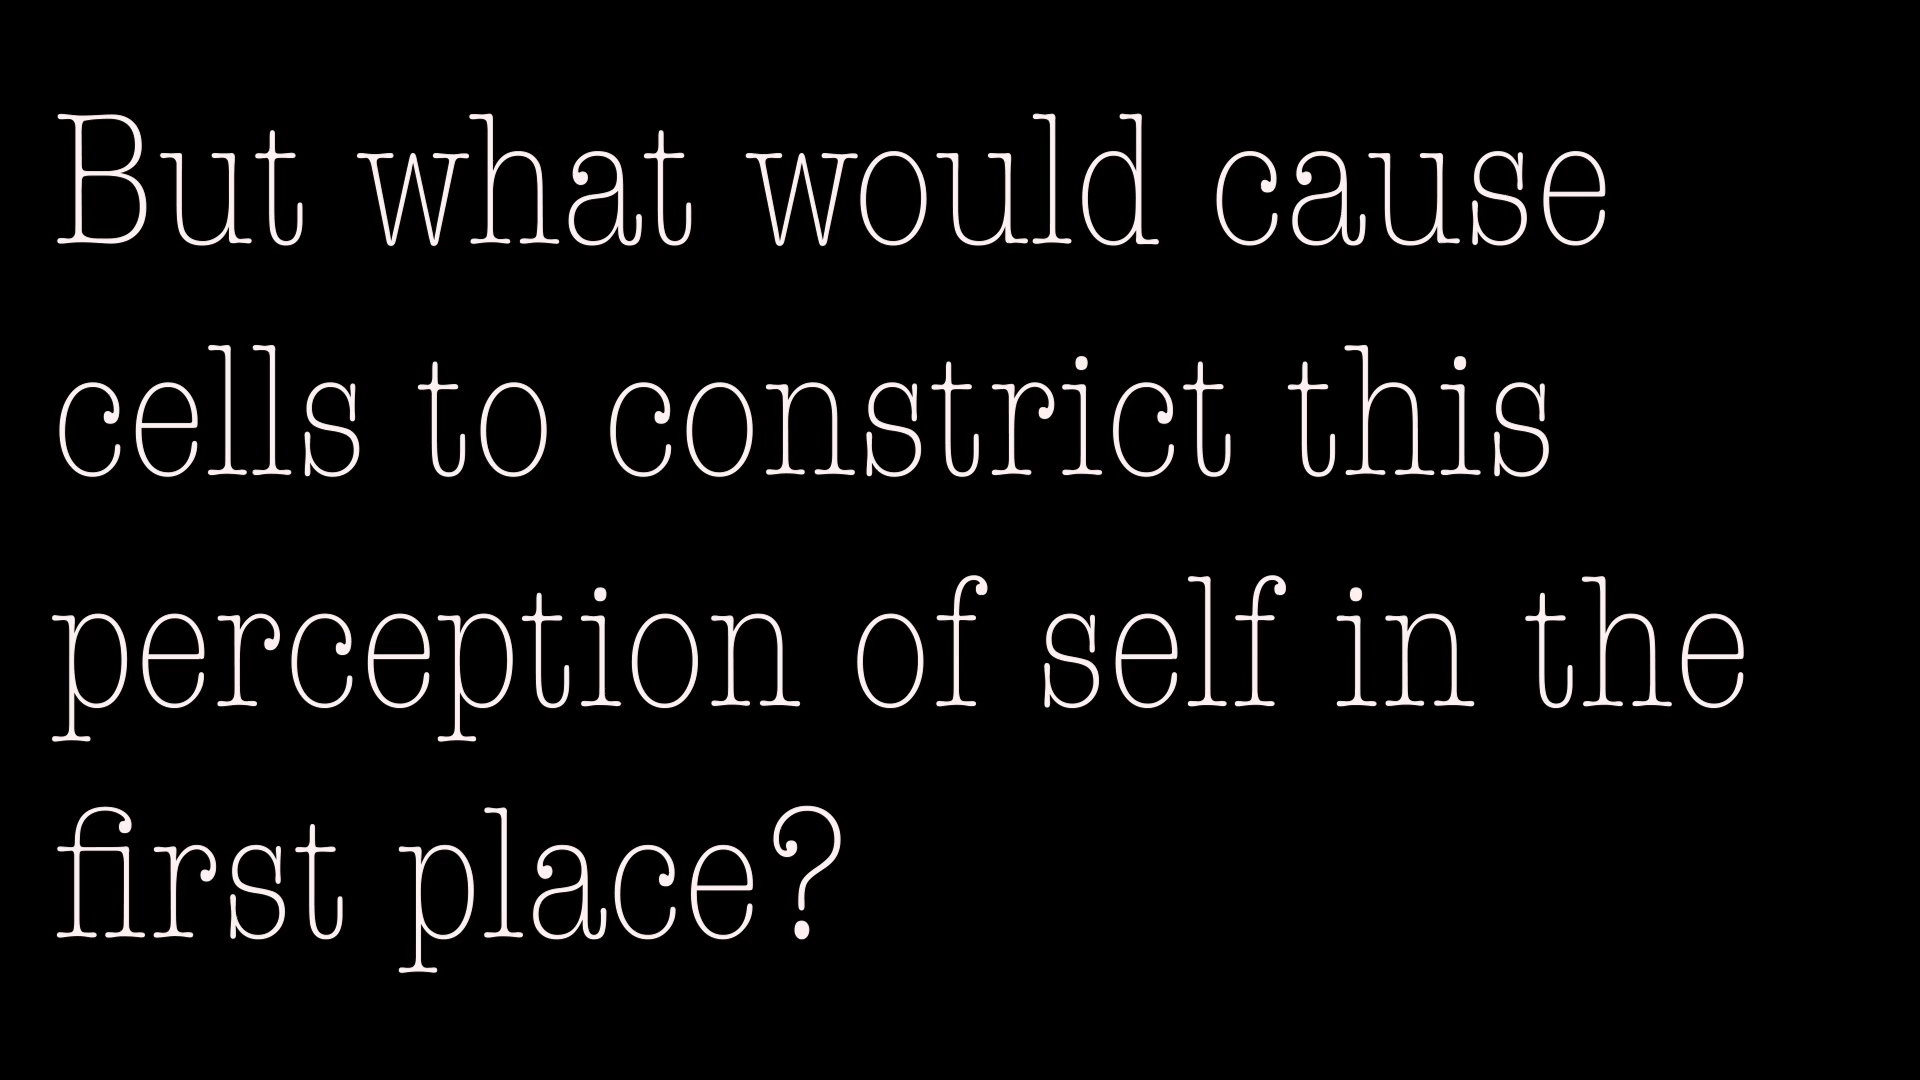 But what would cause
cells to constrict this
perception of self in the
first place?